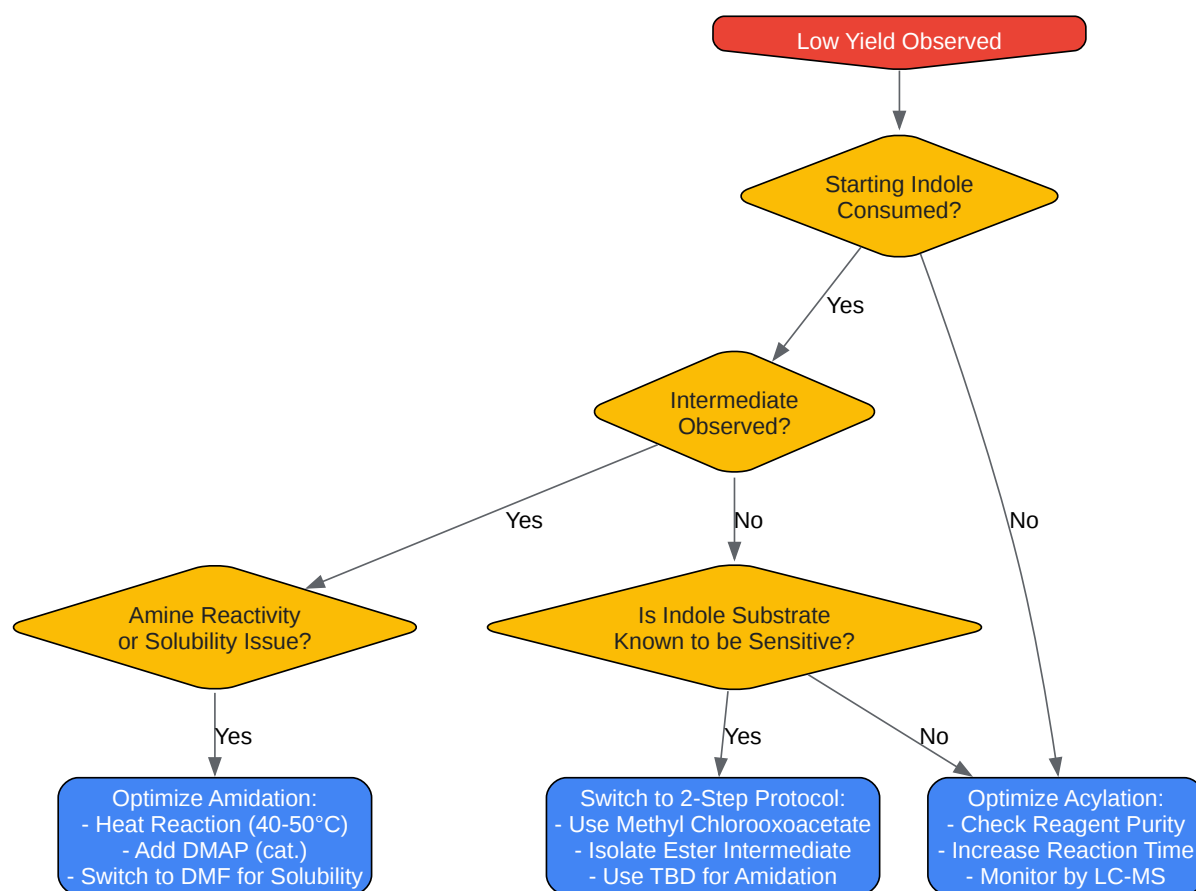 Low Yield Observed
Starting Indole
Consumed?
Yes
No
Intermediate
Observed?
Yes
No
Amine Reactivity
or Solubility Issue?
Is Indole Substrate
Known to be Sensitive?
Yes
Yes
No
Optimize Amidation:
- Heat Reaction (40-50°C)
- Add DMAP (cat.)
- Switch to DMF for Solubility
Switch to 2-Step Protocol:
- Use Methyl Chlorooxoacetate
- Isolate Ester Intermediate
- Use TBD for Amidation
Optimize Acylation:
- Check Reagent Purity
- Increase Reaction Time
- Monitor by LC-MS